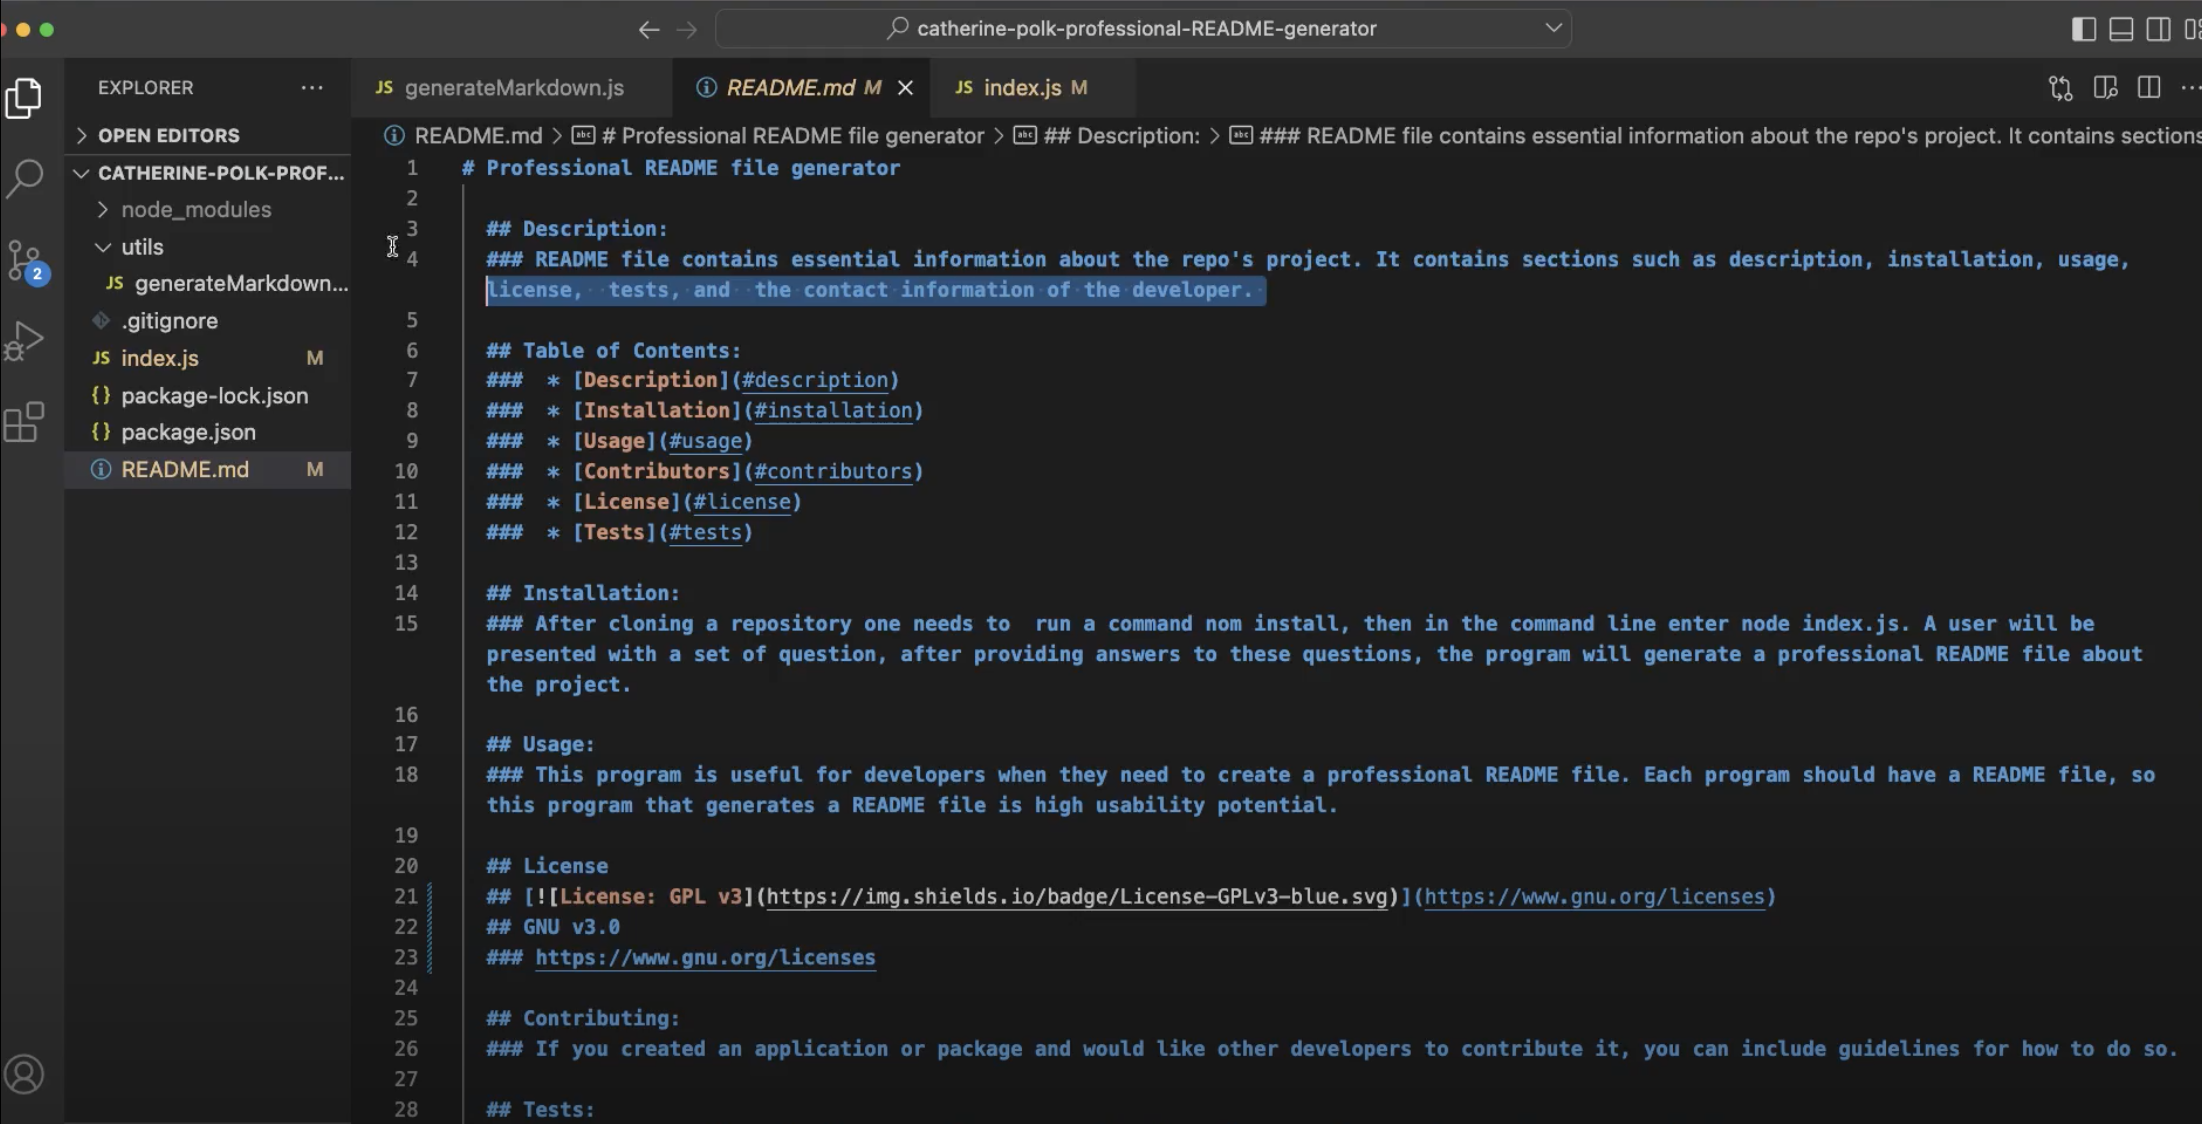 catherine-polk-professional-README-generator
EXPLORER ···
JS generateMarkdown.js
README.md M ×
JS index.js M
OPEN EDITORS
README.md > # Professional README file generator > ## Description: > ### README file contains essential information about the repo's project. It contains sections
CATHERINE-POLK-PROF...
node_modules
utils
JS generateMarkdown...
.gitignore
JS index.js M
{} package-lock.json
{} package.json
README.md M
2
1 # Professional README file generator
2
3 ## Description:
4 ### README file contains essential information about the repo's project. It contains sections such as description, installation, usage,
license,  tests, and  the contact information of the developer.
5
6 ## Table of Contents:
7 ###  * [Description](#description)
8 ###  * [Installation](#installation)
9 ###  * [Usage](#usage)
10 ###  * [Contributors](#contributors)
11 ###  * [License](#license)
12 ###  * [Tests](#tests)
13
14 ## Installation:
15 ### After cloning a repository one needs to  run a command nom install, then in the command line enter node index.js. A user will be
presented with a set of question, after providing answers to these questions, the program will generate a professional README file about
the project.
16
17 ## Usage:
18 ### This program is useful for developers when they need to create a professional README file. Each program should have a README file, so
this program that generates a README file is high usability potential.
19
20 ## License
21 ## [![License: GPL v3](https://img.shields.io/badge/License-GPLv3-blue.svg)](https://www.gnu.org/licenses)
22 ## GNU v3.0
23 ### https://www.gnu.org/licenses
24
25 ## Contributing:
26 ### If you created an application or package and would like other developers to contribute it, you can include guidelines for how to do so.
27
28 ## Tests: